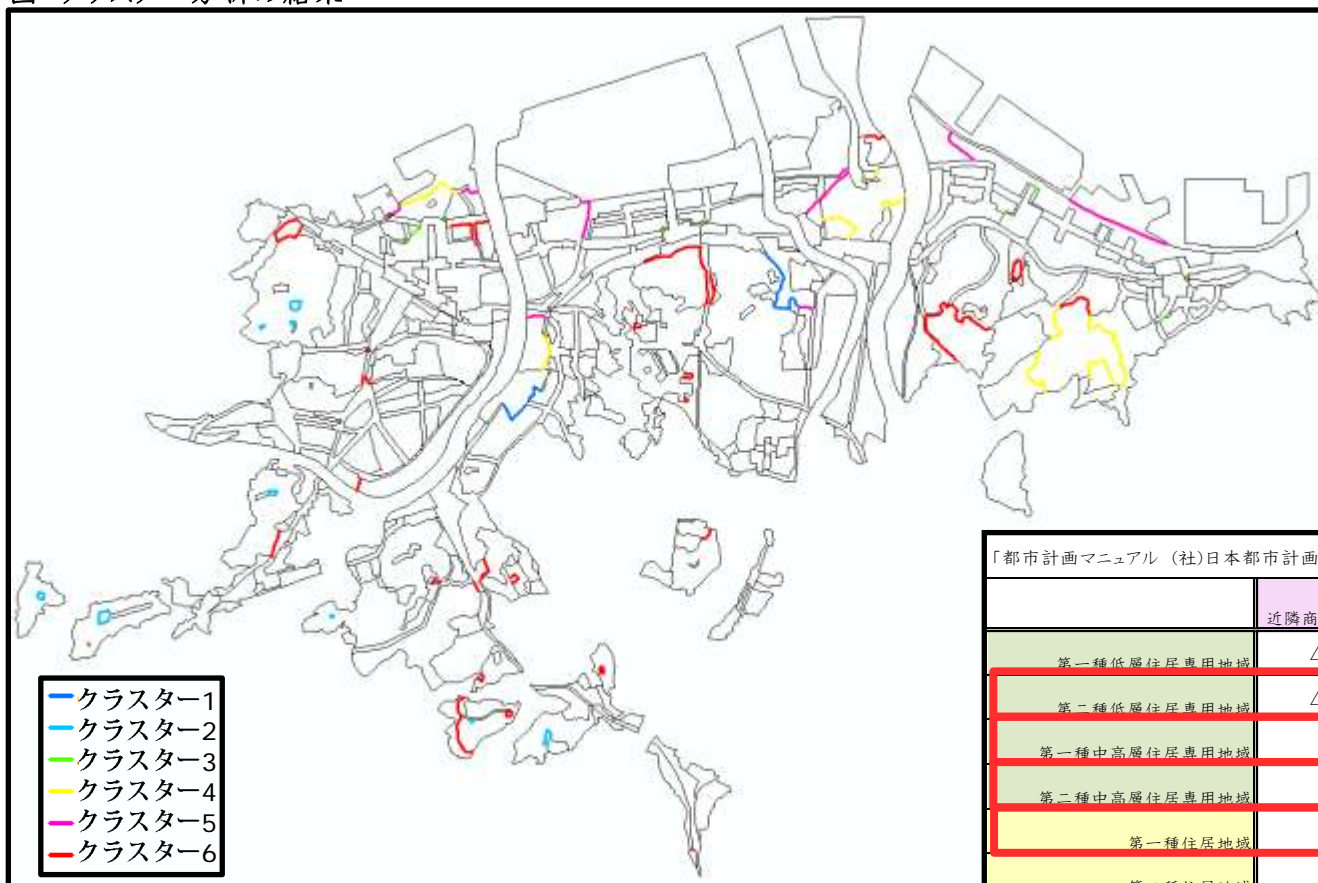 クラスター1
クラスター2
クラスター3
クラスター4
クラスター5
クラスター6
「都市計画マニュアル (社)日本都市計画
近隣商
第一種低層住居専用地域 △
第二種低層住居専用地域 △
第一種中高層住居専用地域
第二種中高層住居専用地域
第一種住居地域